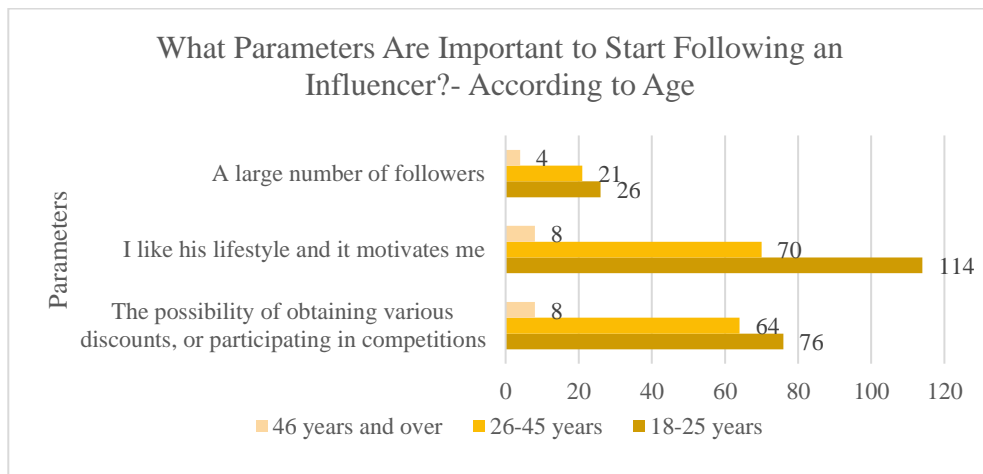 What Parameters Are Important to Start Following an
Influencer?- According to Age
Parameters
A large number of followers
4
21
26
I like his lifestyle and it motivates me
8
70
114
The possibility of obtaining various
discounts, or participating in competitions
8
64
76
0 20 40 60 80 100 120
46 years and over 26-45 years 18-25 years